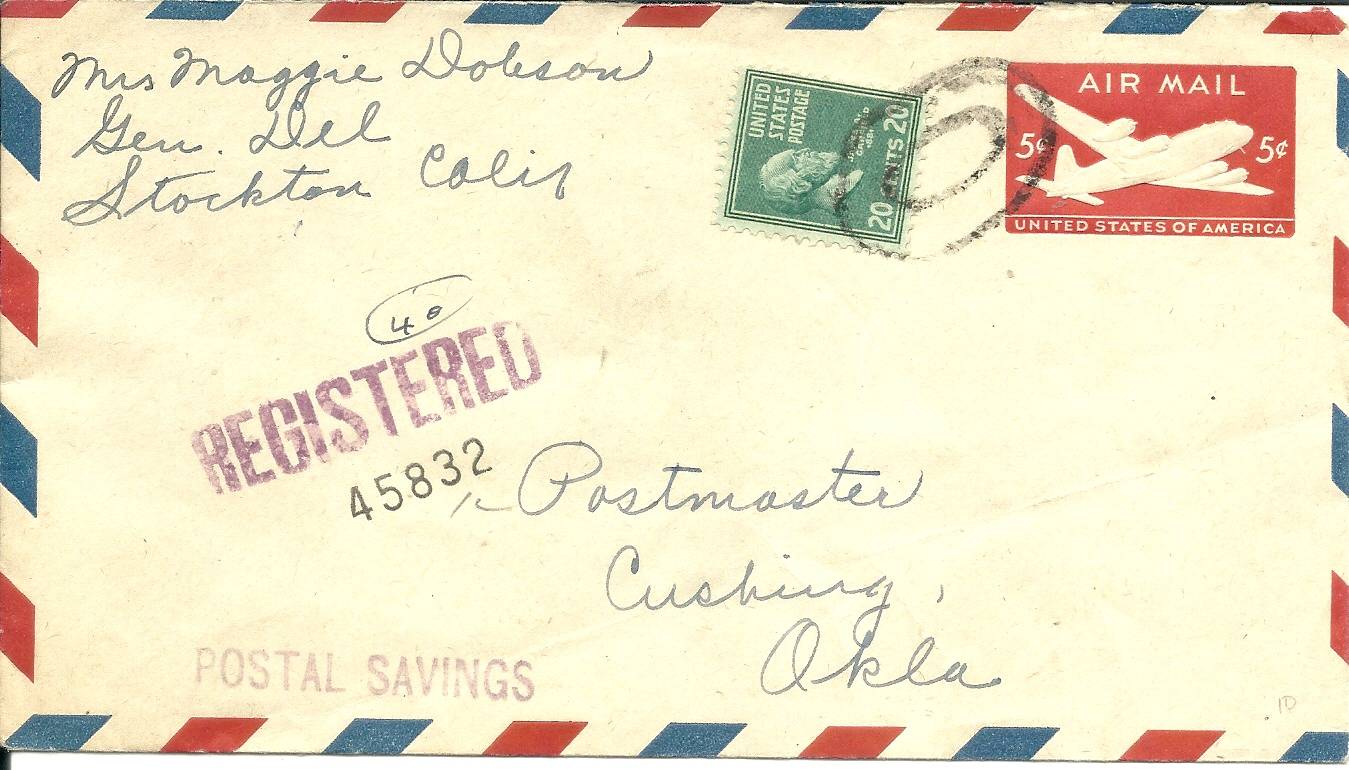 Mrs Maggie Dobson
Gen. Del
Stockton Calif
UNITED
STATES
POSTAGE
20 CENTS 20
AIR MAIL
5¢ 5¢
UNITED STATES OF AMERICA
40
REGISTERED
45832
Postmaster
Cushing,
Okla
POSTAL SAVINGS